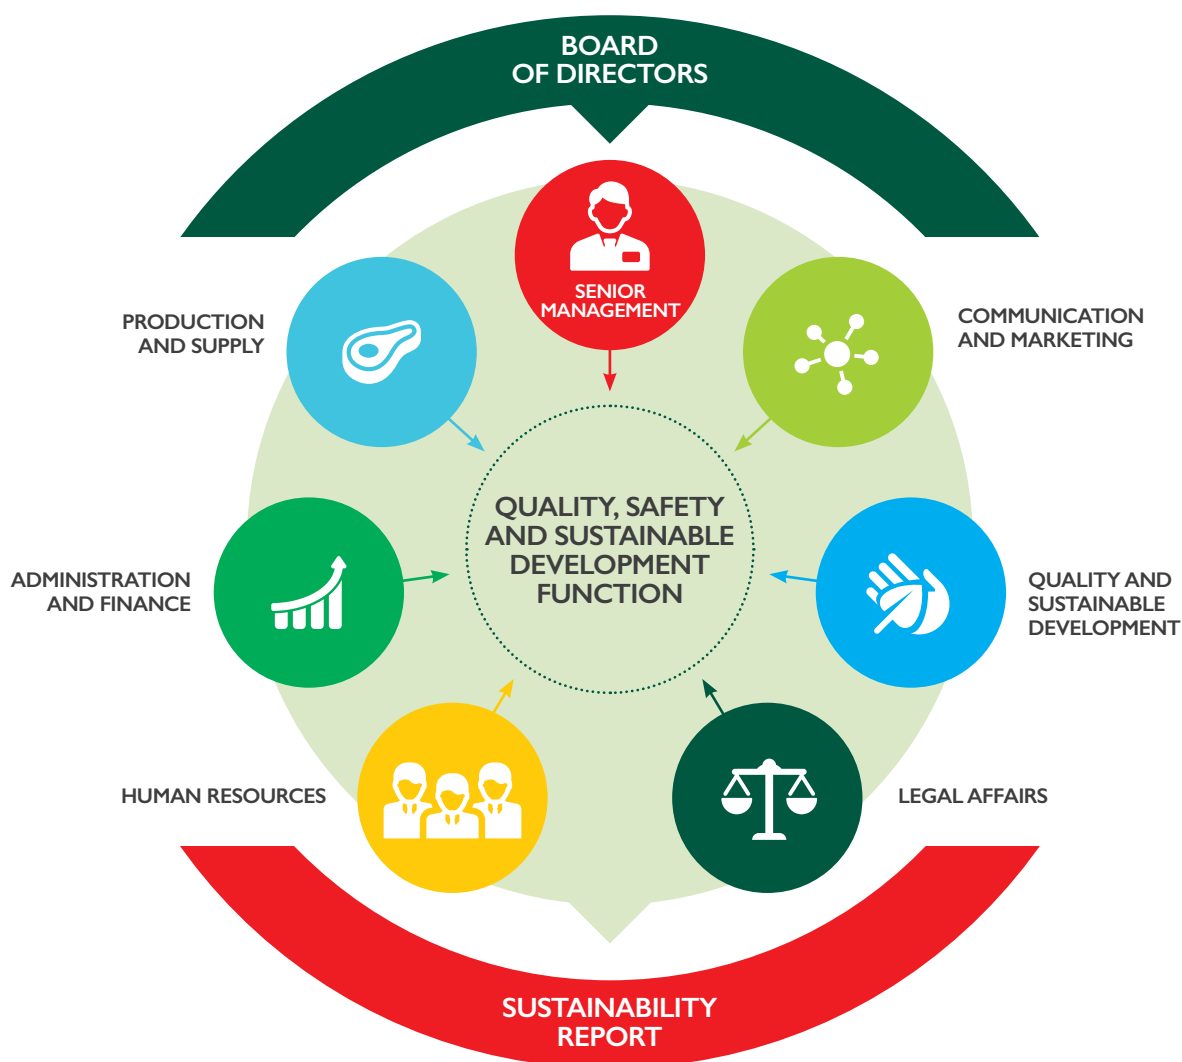 BOARD
OF DIRECTORS
SENIOR
MANAGEMENT
PRODUCTION
AND SUPPLY
COMMUNICATION
AND MARKETING
QUALITY, SAFETY
AND SUSTAINABLE
DEVELOPMENT
FUNCTION
ADMINISTRATION
AND FINANCE
QUALITY AND
SUSTAINABLE
DEVELOPMENT
HUMAN RESOURCES
LEGAL AFFAIRS
SUSTAINABILITY
REPORT